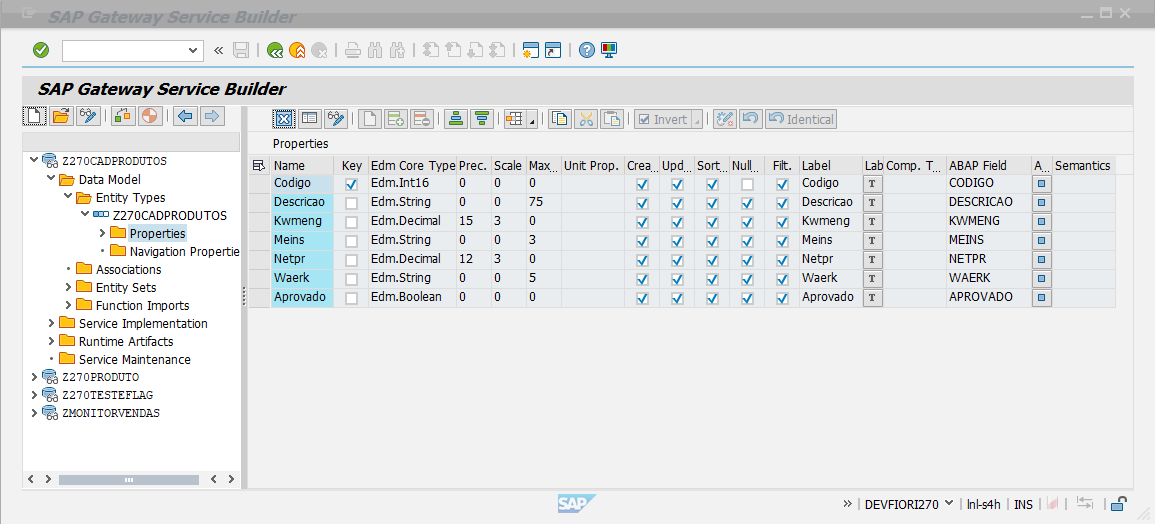 SAP Gateway Service Builder
SAP Gateway Service Builder
Invert
Identical
Z270CADPRODUTOS
Data Model
Entity Types
Z270CADPRODUTOS
Properties
Navigation Propertie
Associations
Entity Sets
Function Imports
Service Implementation
Runtime Artifacts
Service Maintenance
Z270PRODUTO
Z270TESTEFLAG
ZMONITORVENDAS
Properties
Name Key Edm Core Type Prec. Scale Max... Unit Prop. Crea... Upd... Sort... Null... Filt. Label Lab Comp. T... ABAP Field A... Semantics
Codigo Edm.Int16 0 0 0 Codigo T CODIGO
Descricao Edm.String 0 0 75 Descricao T DESCRICAO
Kwmeng Edm.Decimal 15 3 0 Kwmeng T KWMENG
Meins Edm.String 0 0 3 Meins T MEINS
Netpr Edm.Decimal 12 3 0 Netpr T NETPR
Waerk Edm.String 0 0 5 Waerk T WAERK
Aprovado Edm.Boolean 0 0 0 Aprovado T APROVADO
SAP
DEVFIORI270 lnl-s4h INS